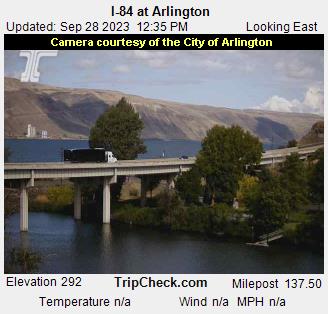 I-84 at Arlington
Updated: Sep 28 2023 12:35 PM Looking East
Camera courtesy of the City of Arlington
Elevation 292 TripCheck.com Milepost 137.50
Temperature n/a Wind n/a MPH n/a